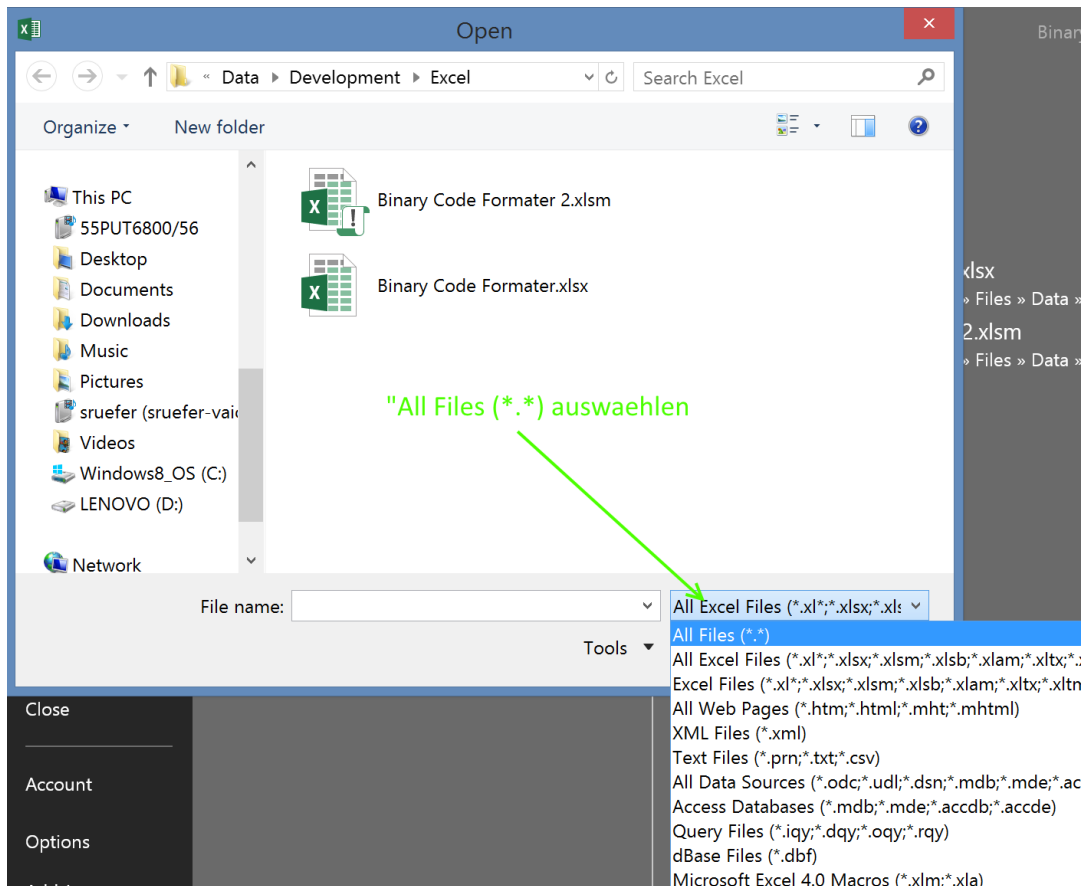 Open
Binary
« Data Development Excel
Search Excel
Organize
New folder
This PC
55PUT6800/56
Desktop
Documents
Downloads
Music
Pictures
sruefer (sruefer-vaio
Videos
Windows8_OS (C:)
LENOVO (D:)
Network
Binary Code Formater 2.xlsm
Binary Code Formater.xlsx
"All Files (*.*) auswaehlen
xlsx
» Files » Data »
2.xlsm
» Files » Data »
File name:
All Excel Files (*.xl*;*.xlsx;*.xls
Tools
All Files (*.*)
All Excel Files (*.xl*;*.xlsx;*.xlsm;*.xlsb;*.xlam;*.xltx;*.x
Excel Files (*.xl*;*.xlsx;*.xlsm;*.xlsb;*.xlam;*.xltx;*.xltm
All Web Pages (*.htm;*.html;*.mht;*.mhtml)
XML Files (*.xml)
Text Files (*.prn;*.txt;*.csv)
All Data Sources (*.odc;*.udl;*.dsn;*.mdb;*.mde;*.ac
Access Databases (*.mdb;*.mde;*.accdb;*.accde)
Query Files (*.iqy;*.dqy;*.oqy;*.rqy)
dBase Files (*.dbf)
Microsoft Excel 4.0 Macros (*.xlm;*.xla)
Close
Account
Options